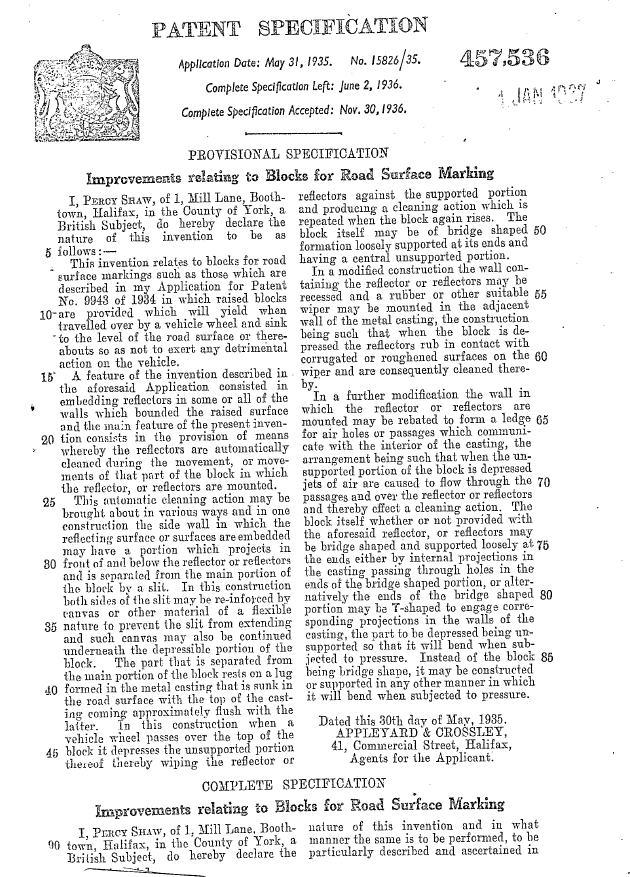 PATENT SPECIFICATION
Application Date: May 31, 1935. No. 15826/35.
457,536
Complete Specification Left: June 2, 1936.
Complete Specification Accepted: Nov. 30, 1936.
1 JAN 1937
PROVISIONAL SPECIFICATION
Improvements relating to Blocks for Road Surface Marking
I, PERCY SHAW, of 1, Mill Lane, Booth-
town, Halifax, in the County of York, a
British Subject, do hereby declare the
nature of this invention to be as
5 follows:—
This invention relates to blocks for road
surface markings such as those which are
described in my Application for Patent
No. 9943 of 1934 in which raised blocks
10 are provided which will yield when
travelled over by a vehicle wheel and sink
to the level of the road surface or there-
abouts so as not to exert any detrimental
action on the vehicle.
15 A feature of the invention described in
the aforesaid Application consisted in
embedding reflectors in some or all of the
walls which bounded the raised surface
and the main feature of the present inven-
20 tion consists in the provision of means
whereby the reflectors are automatically
cleaned during the movement, or move-
ments of that part of the block in which
the reflector, or reflectors are mounted.
25 This automatic cleaning action may be
brought about in various ways and in one
construction the side wall in which the
reflecting surface or surfaces are embedded
may have a portion which projects in
30 front of and below the reflector or reflectors
and is separated from the main portion of
the block by a slit. In this construction
both sides of the slit may be re-inforced by
canvas or other material of a flexible
35 nature to prevent the slit from extending
and such canvas may also be continued
underneath the depressible portion of the
block. The part that is separated from
the main portion of the block rests on a lug
40 formed in the metal casting that is sunk in
the road surface with the top of the cast-
ing coming approximately flush with the
latter. In this construction when a
vehicle wheel passes over the top of the
45 block it depresses the unsupported portion
thereof thereby wiping the reflector or
reflectors against the supported portion
and producing a cleaning action which is
repeated when the block again rises. The
block itself may be of bridge shaped 50
formation loosely supported at its ends and
having a central unsupported portion.
In a modified construction the wall con-
taining the reflector or reflectors may be
recessed and a rubber or other suitable 55
wiper may be mounted in the adjacent
wall of the metal casting, the construction
being such that when the block is de-
pressed the reflectors rub in contact with
corrugated or roughened surfaces on the 60
wiper and are consequently cleaned there-
by.
In a further modification the wall in
which the reflector or reflectors are
mounted may be rebated to form a ledge 65
for air holes or passages which communi-
cate with the interior of the casting, the
arrangement being such that when the un-
supported portion of the block is depressed
jets of air are caused to flow through the 70
passages and over the reflector or reflectors
and thereby effect a cleaning action. The
block itself whether or not provided with
the aforesaid reflector, or reflectors may
be bridge shaped and supported loosely at 75
the ends either by internal projections in
the casting passing through holes in the
ends of the bridge shaped portion, or alter-
natively the ends of the bridge shaped 80
portion may be T-shaped to engage corre-
sponding projections in the walls of the
casting, the part to be depressed being un-
supported so that it will bend when sub-
jected to pressure. Instead of the block 85
being bridge shape, it may be constructed
or supported in any other manner in which
it will bend when subjected to pressure.
Dated this 30th day of May, 1935.
APPLEYARD & CROSSLEY,
41, Commercial Street, Halifax,
Agents for the Applicant.
COMPLETE SPECIFICATION
Improvements relating to Blocks for Road Surface Marking
I, PERCY SHAW, of 1, Mill Lane, Booth-
90 town, Halifax, in the County of York, a
British Subject, do hereby declare the
nature of this invention and in what
manner the same is to be performed, to be
particularly described and ascertained in